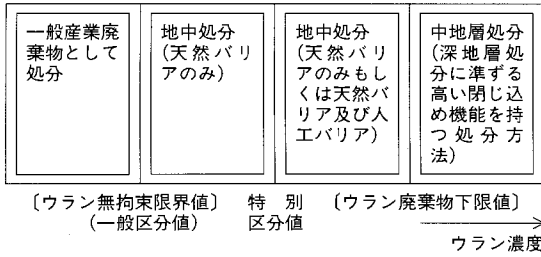 一般産業廃
棄物として
処分
地中処分
(天然バリ
アのみ)
地中処分
(天然バリ
アのみもし
くは天然バ
リア及び人
工バリア)
中地層処分
(深地層処
分に準ずる
高い閉じ込
め機能を持
つ処分方
法)
〔ウラン無拘束限界値〕 特別 〔ウラン廃棄物下限値〕
(一般区分値) 区分値
ウラン濃度